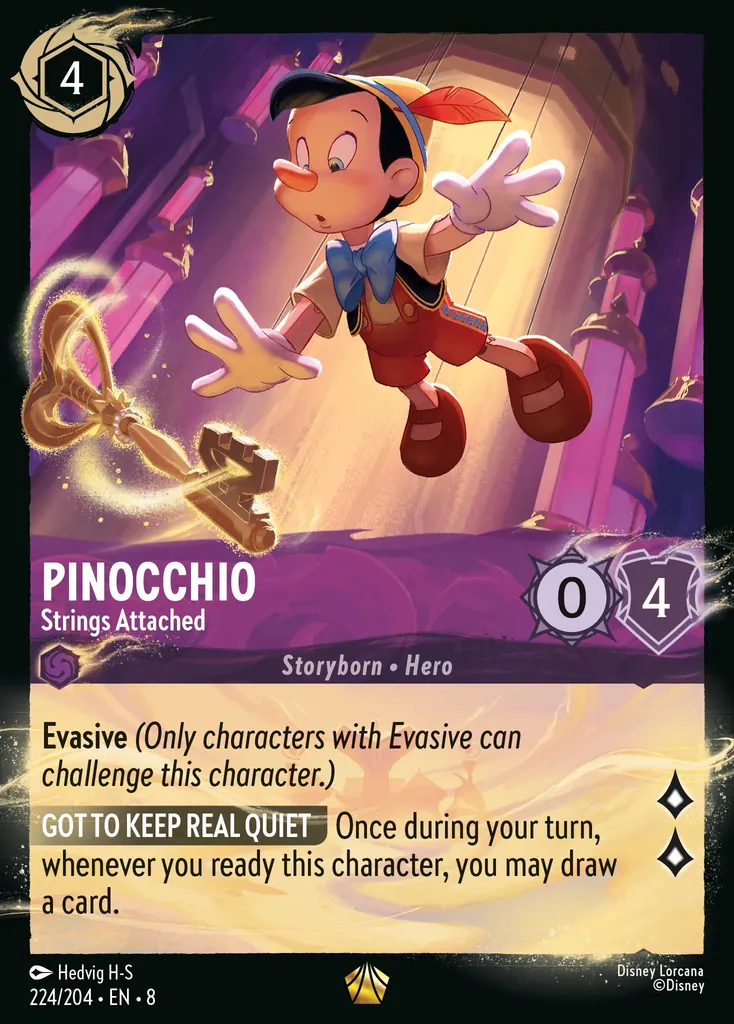 4
PINOCCHIO
Strings Attached
0
4
Storyborn • Hero
Evasive (Only characters with Evasive can
challenge this character.)
GOT TO KEEP REAL QUIET Once during your turn,
whenever you ready this character, you may draw
a card.
Hedvig H-S
224/204 • EN • 8
Disney Lorcana
©Disney